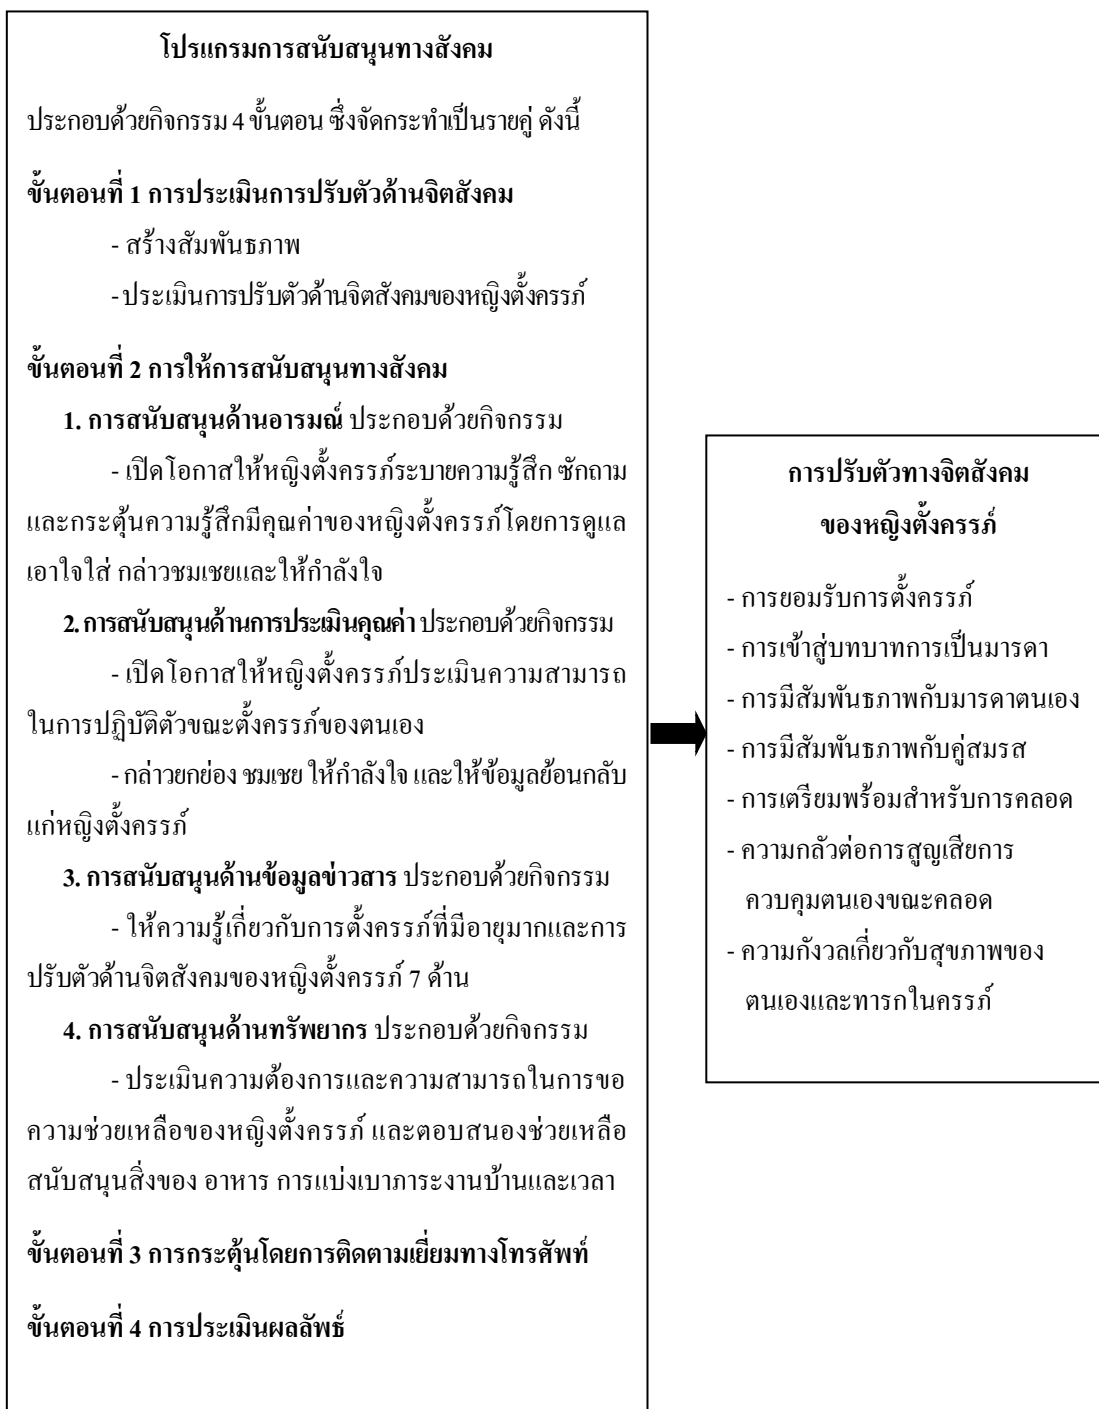 โปรแกรมการสนับสนุนทางสังคม
ประกอบด้วยกิจกรรม 4 ขั้นตอน ซึ่งจัดกระทำเป็นรายคู่ ดังนี้
ขั้นตอนที่ 1 การประเมินการปรับตัวด้านจิตสังคม
- สร้างสัมพันธภาพ
- ประเมินการปรับตัวด้านจิตสังคมของหญิงตั้งครรภ์
ขั้นตอนที่ 2 การให้การสนับสนุนทางสังคม
1. การสนับสนุนด้านอารมณ์ ประกอบด้วยกิจกรรม
- เปิดโอกาสให้หญิงตั้งครรภ์ระบายความรู้สึก ซักถาม
และกระตุ้นความรู้สึกมีคุณค่าของหญิงตั้งครรภ์โดยการดูแล
เอาใจใส่ กล่าวชมเชยและให้กำลังใจ
2. การสนับสนุนด้านการประเมินคุณค่า ประกอบด้วยกิจกรรม
- เปิดโอกาสให้หญิงตั้งครรภ์ประเมินความสามารถ
ในการปฏิบัติตัวขณะตั้งครรภ์ของตนเอง
- กล่าวยกย่อง ชมเชย ให้กำลังใจ และให้ข้อมูลย้อนกลับ
แก่หญิงตั้งครรภ์
3. การสนับสนุนด้านข้อมูลข่าวสาร ประกอบด้วยกิจกรรม
- ให้ความรู้เกี่ยวกับการตั้งครรภ์ที่มีอายุมากและการ
ปรับตัวด้านจิตสังคมของหญิงตั้งครรภ์ 7 ด้าน
4. การสนับสนุนด้านทรัพยากร ประกอบด้วยกิจกรรม
- ประเมินความต้องการและความสามารถในการขอ
ความช่วยเหลือของหญิงตั้งครรภ์ และตอบสนองช่วยเหลือ
สนับสนุนสิ่งของ อาหาร การแบ่งเบาภาระงานบ้านและเวลา
ขั้นตอนที่ 3 การกระตุ้นโดยการติดตามเยี่ยมทางโทรศัพท์
ขั้นตอนที่ 4 การประเมินผลลัพธ์
การปรับตัวทางจิตสังคม
ของหญิงตั้งครรภ์
- การยอมรับการตั้งครรภ์
- การเข้าสู่บทบาทการเป็นมารดา
- การมีสัมพันธภาพกับมารดาตนเอง
- การมีสัมพันธภาพกับคู่สมรส
- การเตรียมพร้อมสำหรับการคลอด
- ความกลัวต่อการสูญเสียการ
ควบคุมตนเองขณะคลอด
- ความกังวลเกี่ยวกับสุขภาพของ
ตนเองและทารกในครรภ์